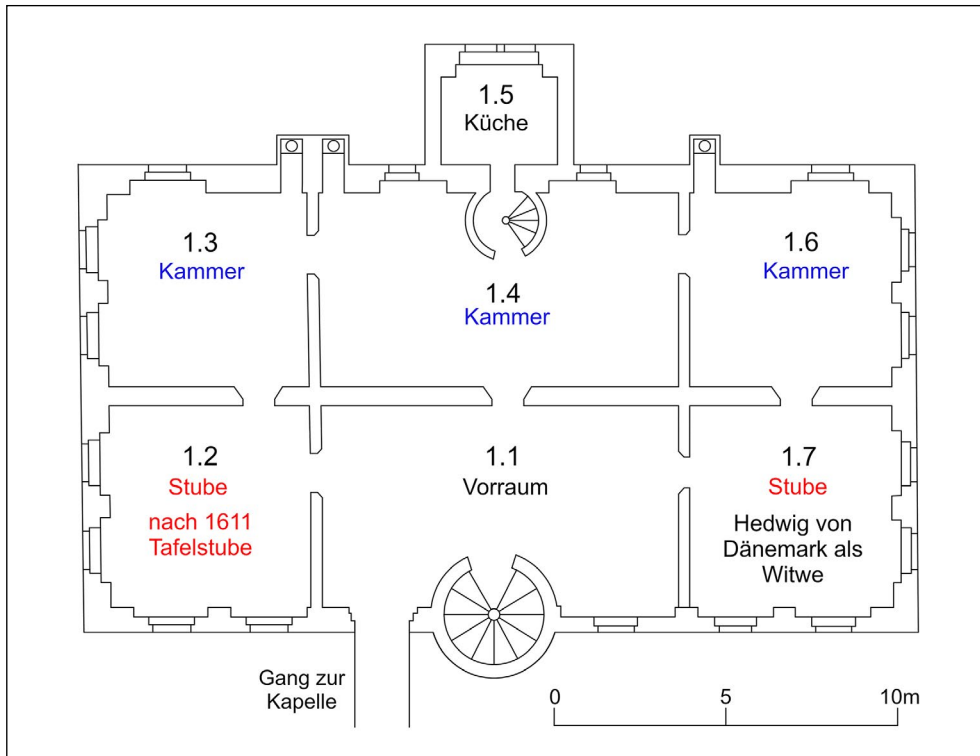 1.5
Küche
1.3
Kammer
1.4
Kammer
1.6
Kammer
1.2
Stube
nach 1611
Tafelstube
1.1
Vorraum
1.7
Stube
Hedwig von
Dänemark als
Witwe
Gang zur
Kapelle
0 5 10m